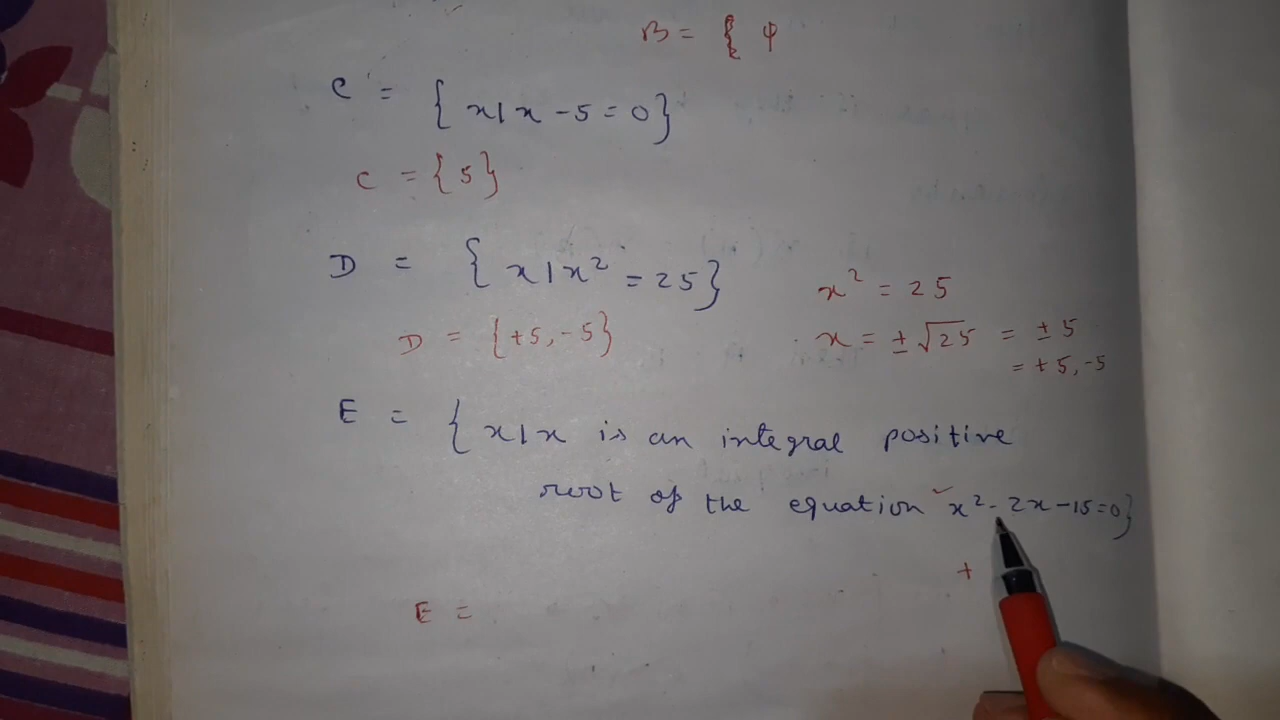 B = { φ
C = { x | x - 5 = 0 }
C = { 5 }
D = { x | x² = 25 }
x² = 25
D = { +5, -5 }
x = ± √25 = ± 5
= + 5, -5
E = { x | x is an integral positive
root of the equation x² - 2x - 15 = 0 }
+
E =